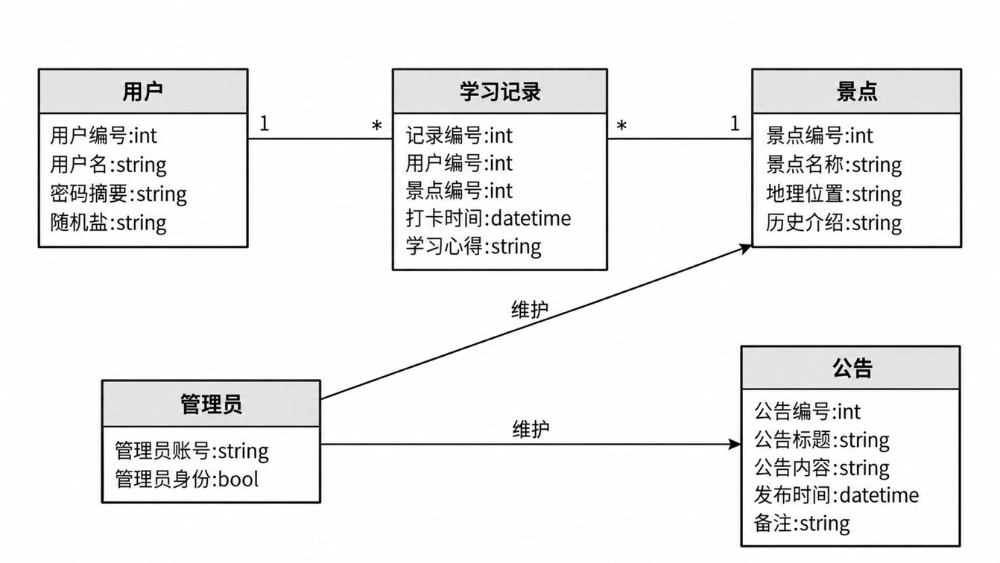 用户
用户编号:int
用户名:string
密码摘要:string
随机盐:string
1
*
学习记录
记录编号:int
用户编号:int
景点编号:int
打卡时间:datetime
学习心得:string
*
1
景点
景点编号:int
景点名称:string
地理位置:string
历史介绍:string
维护
管理员
管理员账号:string
管理员身份:bool
维护
公告
公告编号:int
公告标题:string
公告内容:string
发布时间:datetime
备注:string